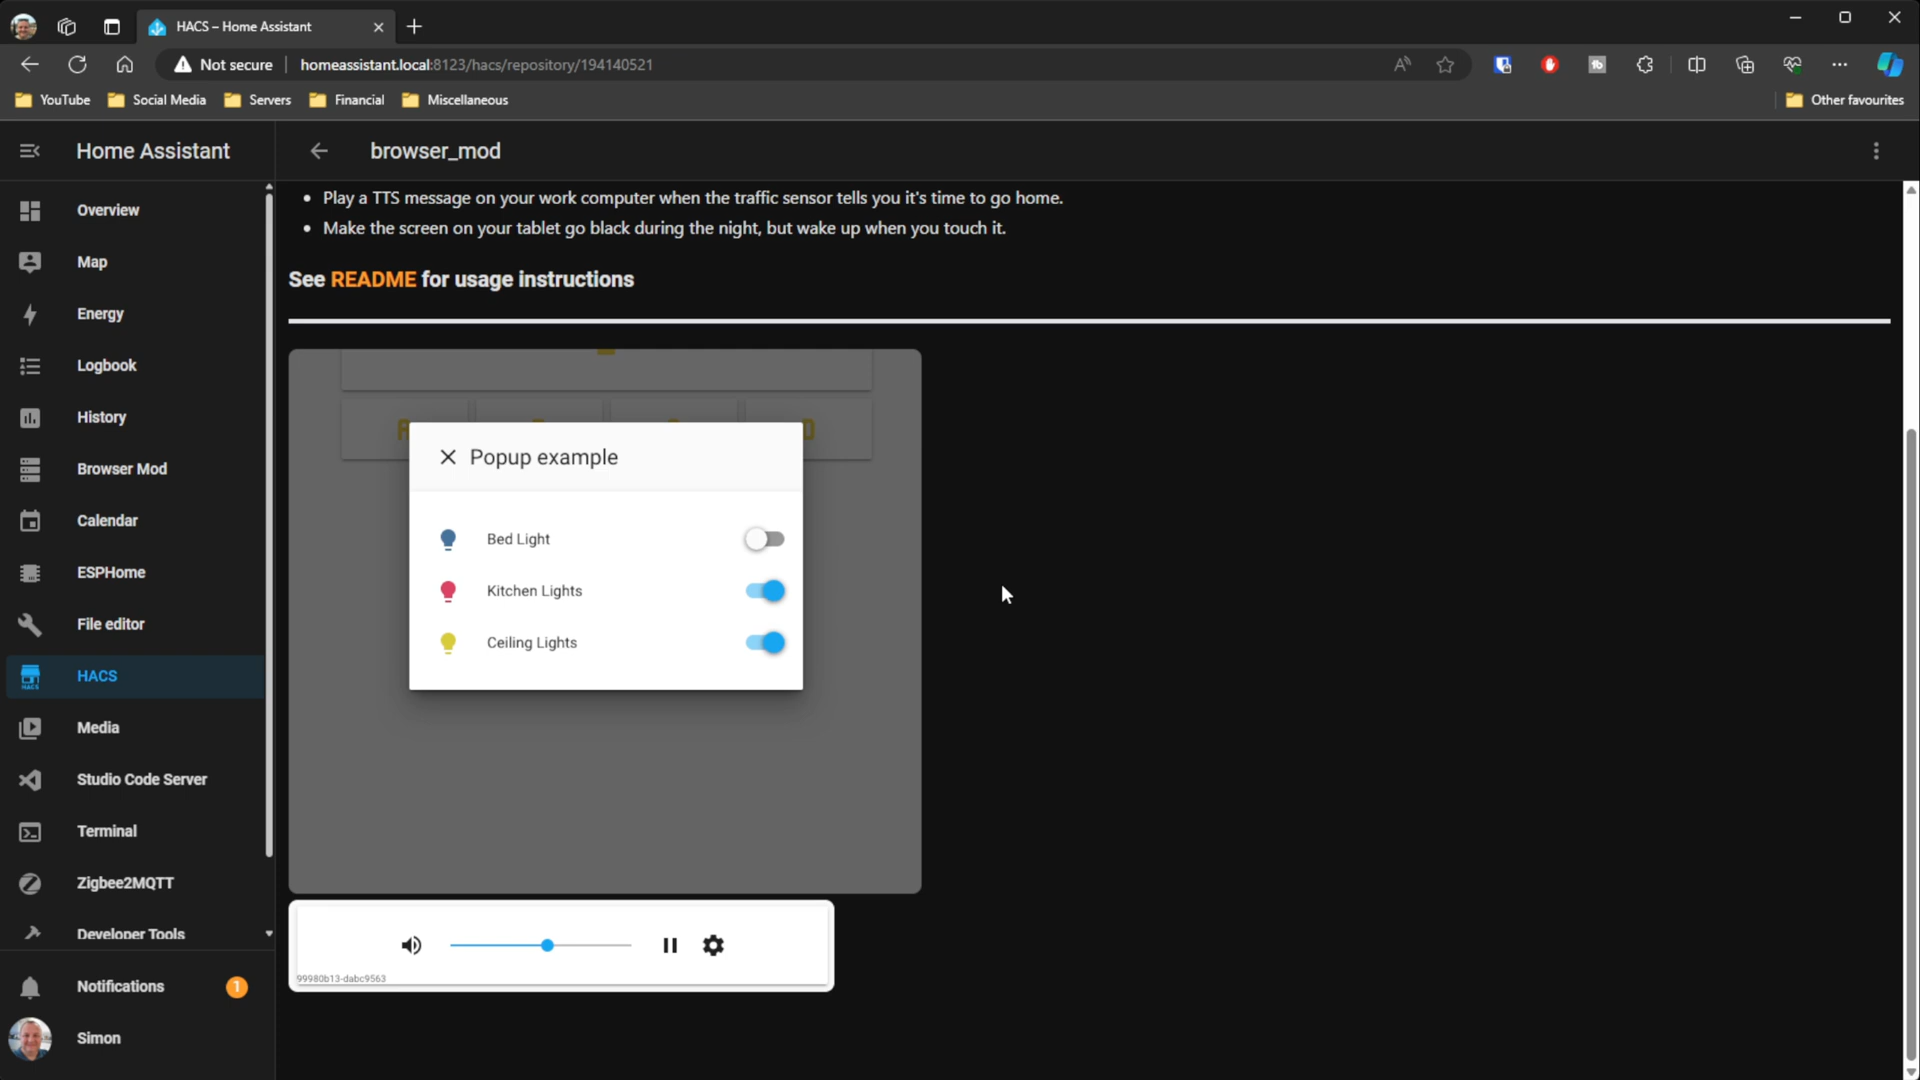 HACS – Home Assistant
Not secure
homeassistant.local:8123/hacs/repository/194140521
YouTube
Social Media
Servers
Financial
Miscellaneous
Other favourites
Home Assistant
browser_mod
Overview
Map
Energy
Logbook
History
Browser Mod
Calendar
ESPHome
File editor
HACS
Media
Studio Code Server
Terminal
Zigbee2MQTT
Developer Tools
Notifications
1
Simon
Play a TTS message on your work computer when the traffic sensor tells you it's time to go home.
Make the screen on your tablet go black during the night, but wake up when you touch it.
See README for usage instructions
Popup example
Bed Light
Kitchen Lights
Ceiling Lights
99980b13-dabc9563